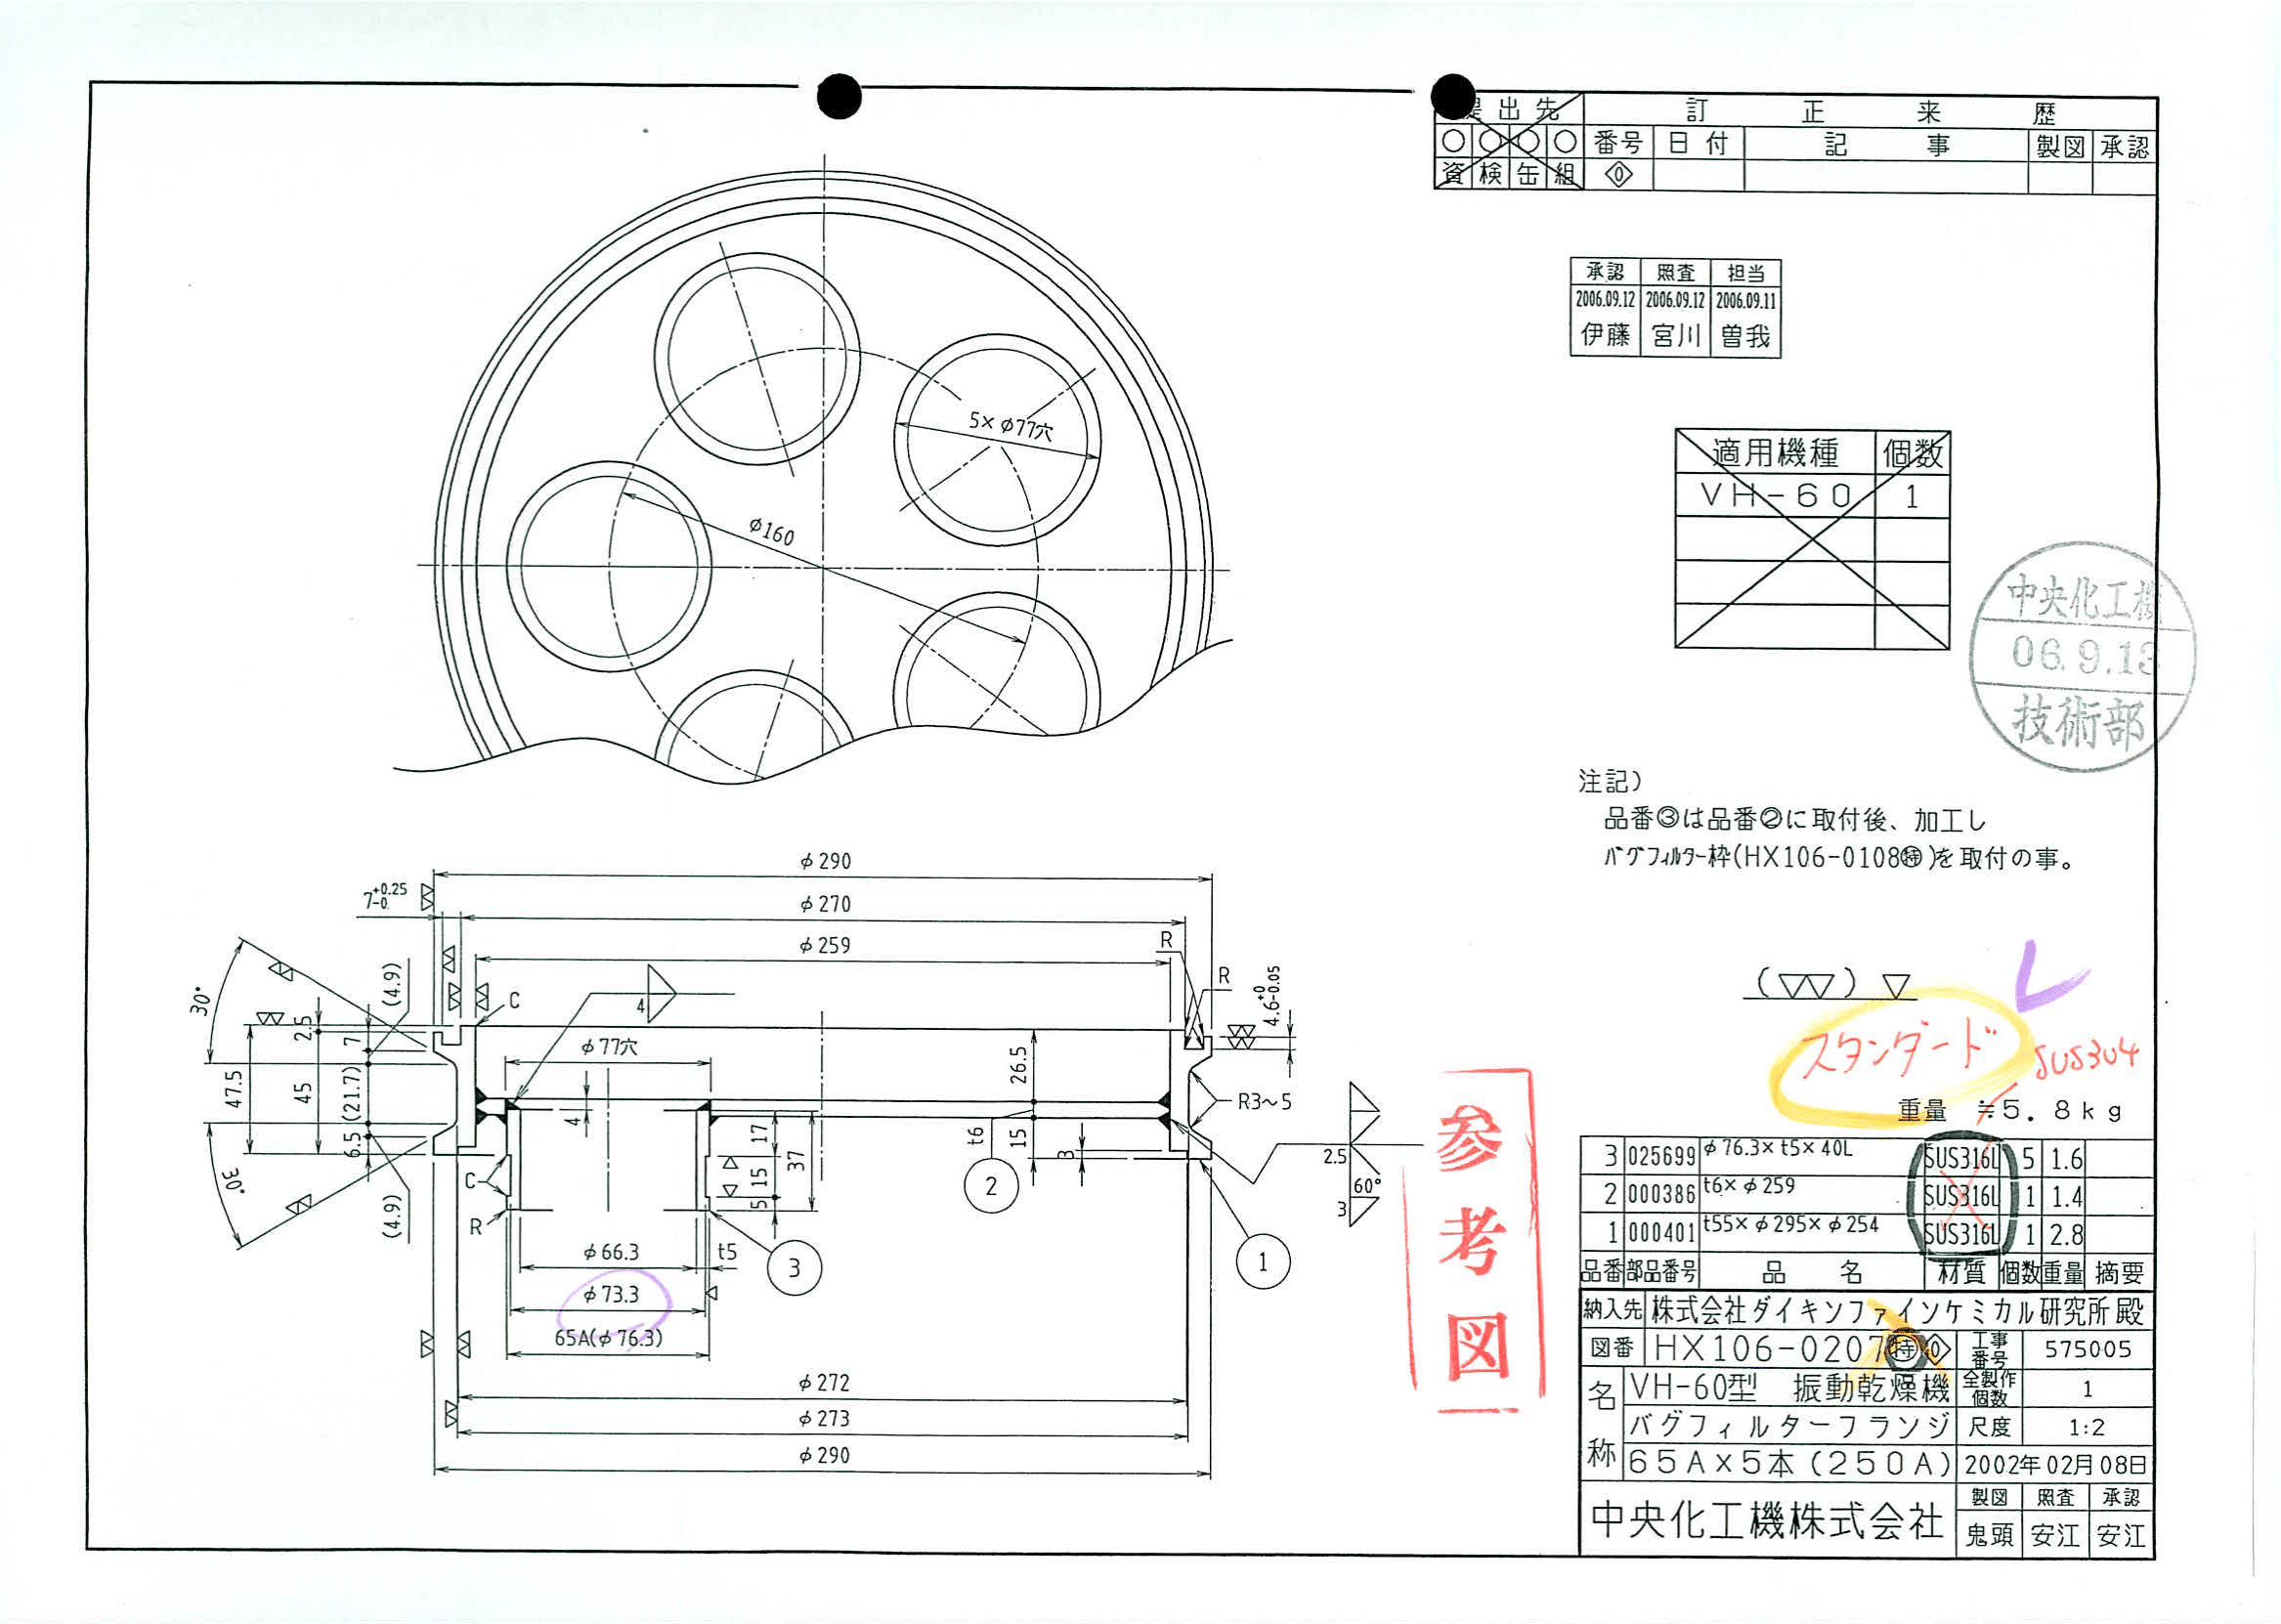 提出先 訂正来歴
番号 日付 記事 製図 承認
資 検 缶 組 0
承認 照査 担当
2006.09.12 2006.09.12 2006.09.11
伊藤 宮川 曽我
5×φ77穴
φ160
適用機種 個数
VH-60 1
中央化工機
06.9.13
技術部
注記)
品番③は品番②に取付後、加工し
バグフィルター枠(HX106-0108㊕)を取付の事。
φ290
7+0.25-0
φ270
φ259
R
R
4.6+0-0.05
30°
(4.9)
C
4
2.5
7
φ77穴
26.5
47.5
45
(21.7)
4
R3~5
6.5
17
t6
15
3
37
15
5
2
2.5
60°
3
30°
(4.9)
C
R
φ66.3
t5
3
1
φ73.3
65A(φ76.3)
φ272
φ273
φ290
参考図
(▽▽) ▽
スタンダード
SUS304
重量 ≒5.8kg
3 025699 φ76.3×t5×40L SUS316L 5 1.6
2 000386 t6×φ259 SUS316L 1 1.4
1 000401 t55×φ295×φ254 SUS316L 1 2.8
品番 部品番号 品名 材質 個数 重量 摘要
納入先 株式会社ダイキンファインケミカル研究所殿
図番 HX106-0207㊕0 工事番号 575005
名称 VH-60型 振動乾燥機 全製作個数 1
バグフィルターフランジ 尺度 1:2
65A×5本(250A) 2002年02月08日
中央化工機株式会社 製図 照査 承認
鬼頭 安江 安江